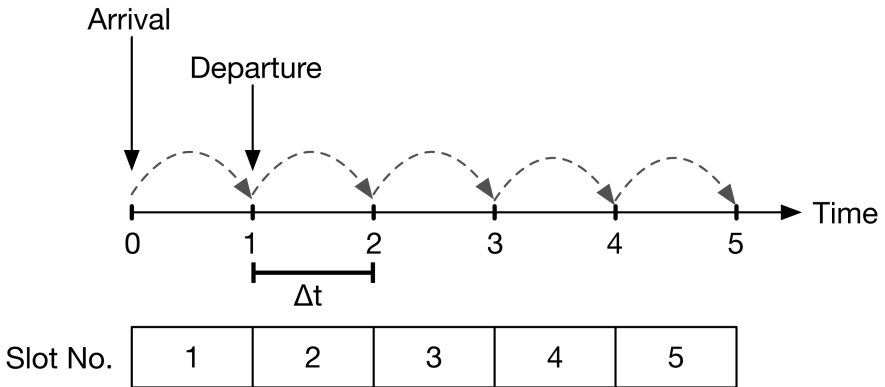 Arrival
Departure
Time
0 1 2 3 4 5
Δt
Slot No. 1 2 3 4 5